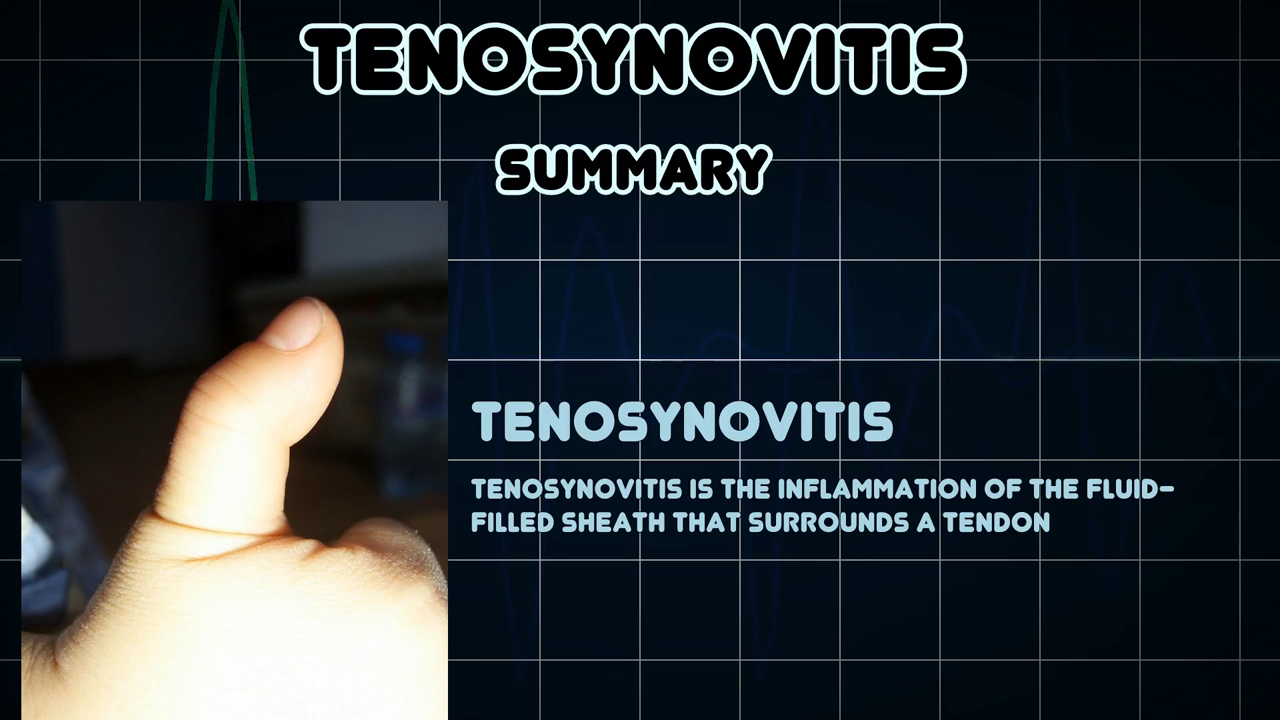 TENOSYNOVITIS
SUMMARY
TENOSYNOVITIS
TENOSYNOVITIS IS THE INFLAMMATION OF THE FLUID-
FILLED SHEATH THAT SURROUNDS A TENDON